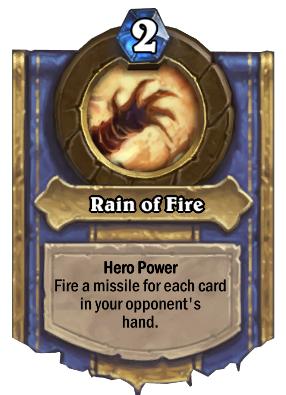 2
Rain of Fire
Hero Power
Fire a missile for each card
in your opponent's
hand.